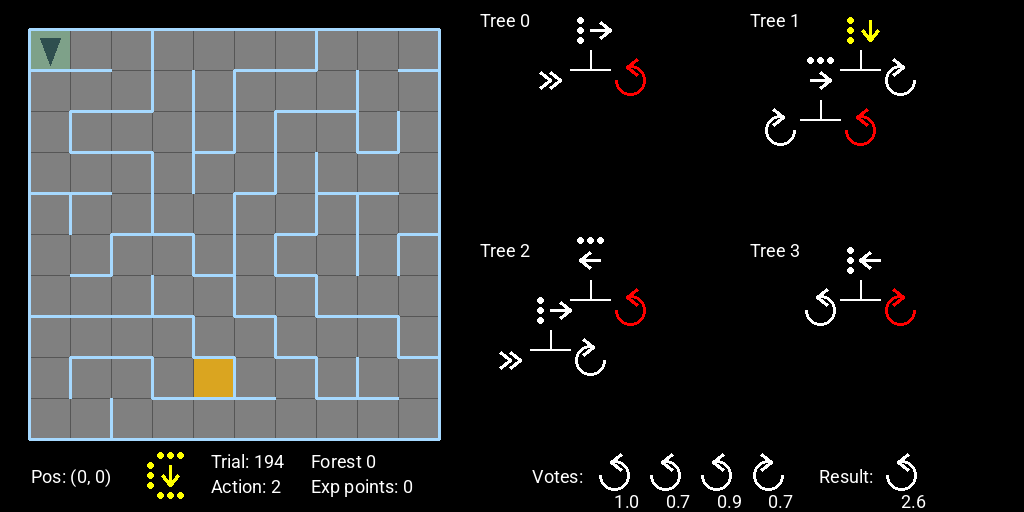 Tree 0
Tree 1
Tree 2
Tree 3
Pos: (0, 0)
Trial: 194
Forest 0
Action: 2
Exp points: 0
Votes:
1.0
0.7
0.9
0.7
Result:
2.6